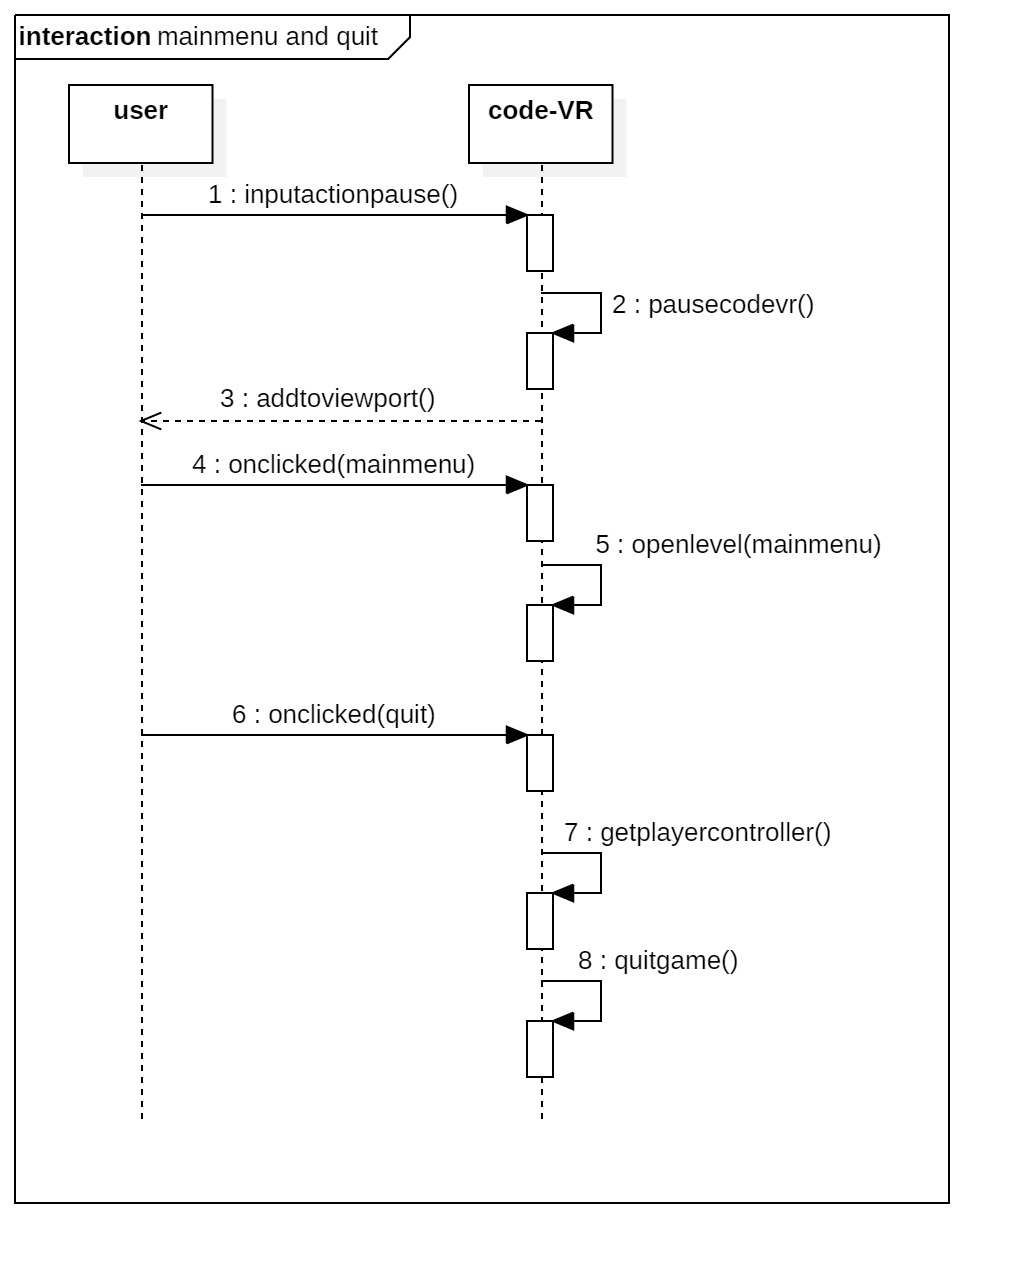 interaction mainmenu and quit
user
code-VR
1 : inputactionpause()
2 : pausecodevr()
3 : addtoviewport()
4 : onclicked(mainmenu)
5 : openlevel(mainmenu)
6 : onclicked(quit)
7 : getplayercontroller()
8 : quitgame()